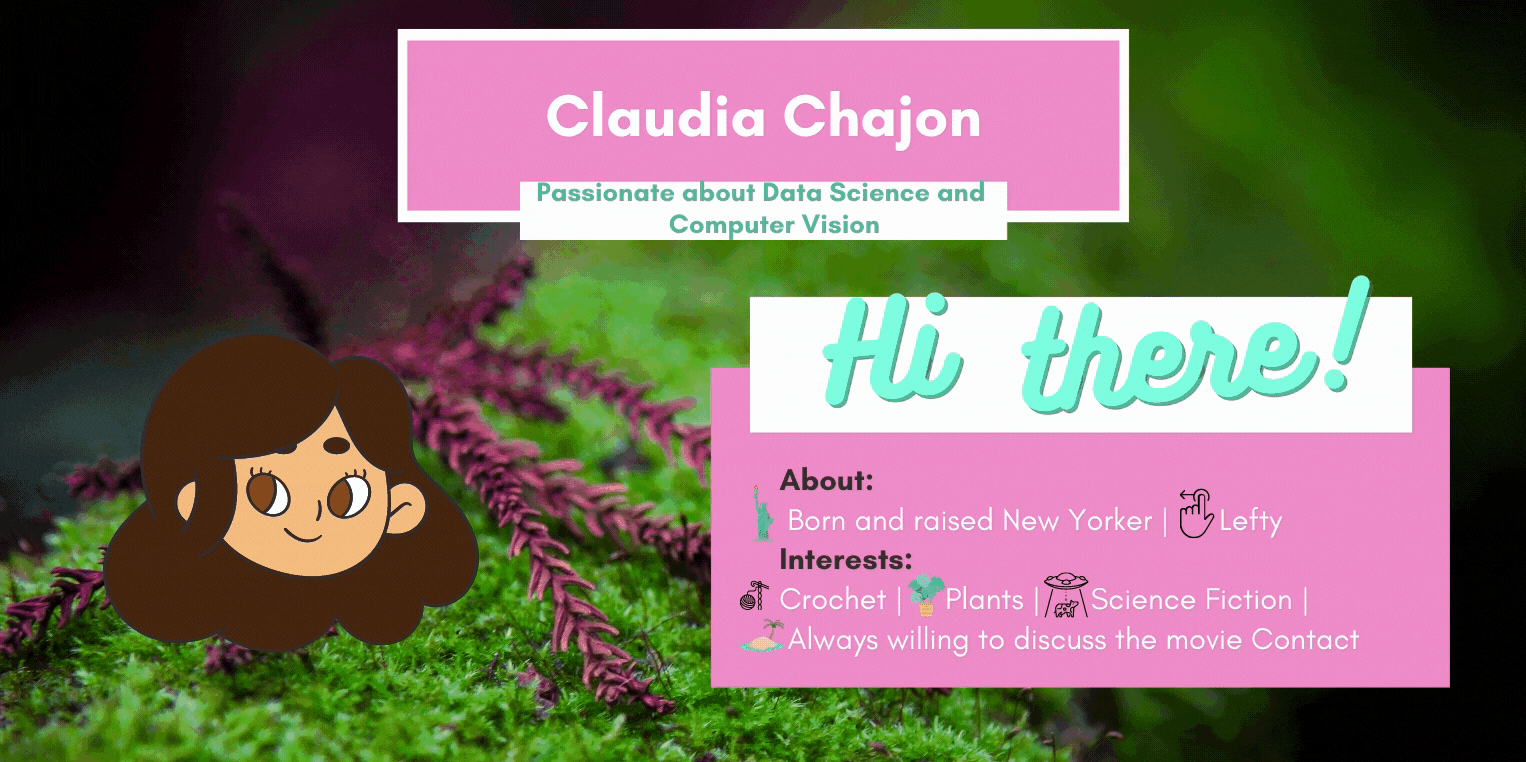 Claudia Chajon
Passionate about Data Science and
Computer Vision
Hi there!
About:
Born and raised New Yorker | Lefty
Interests:
Crochet | Plants | Science Fiction |
Always willing to discuss the movie Contact